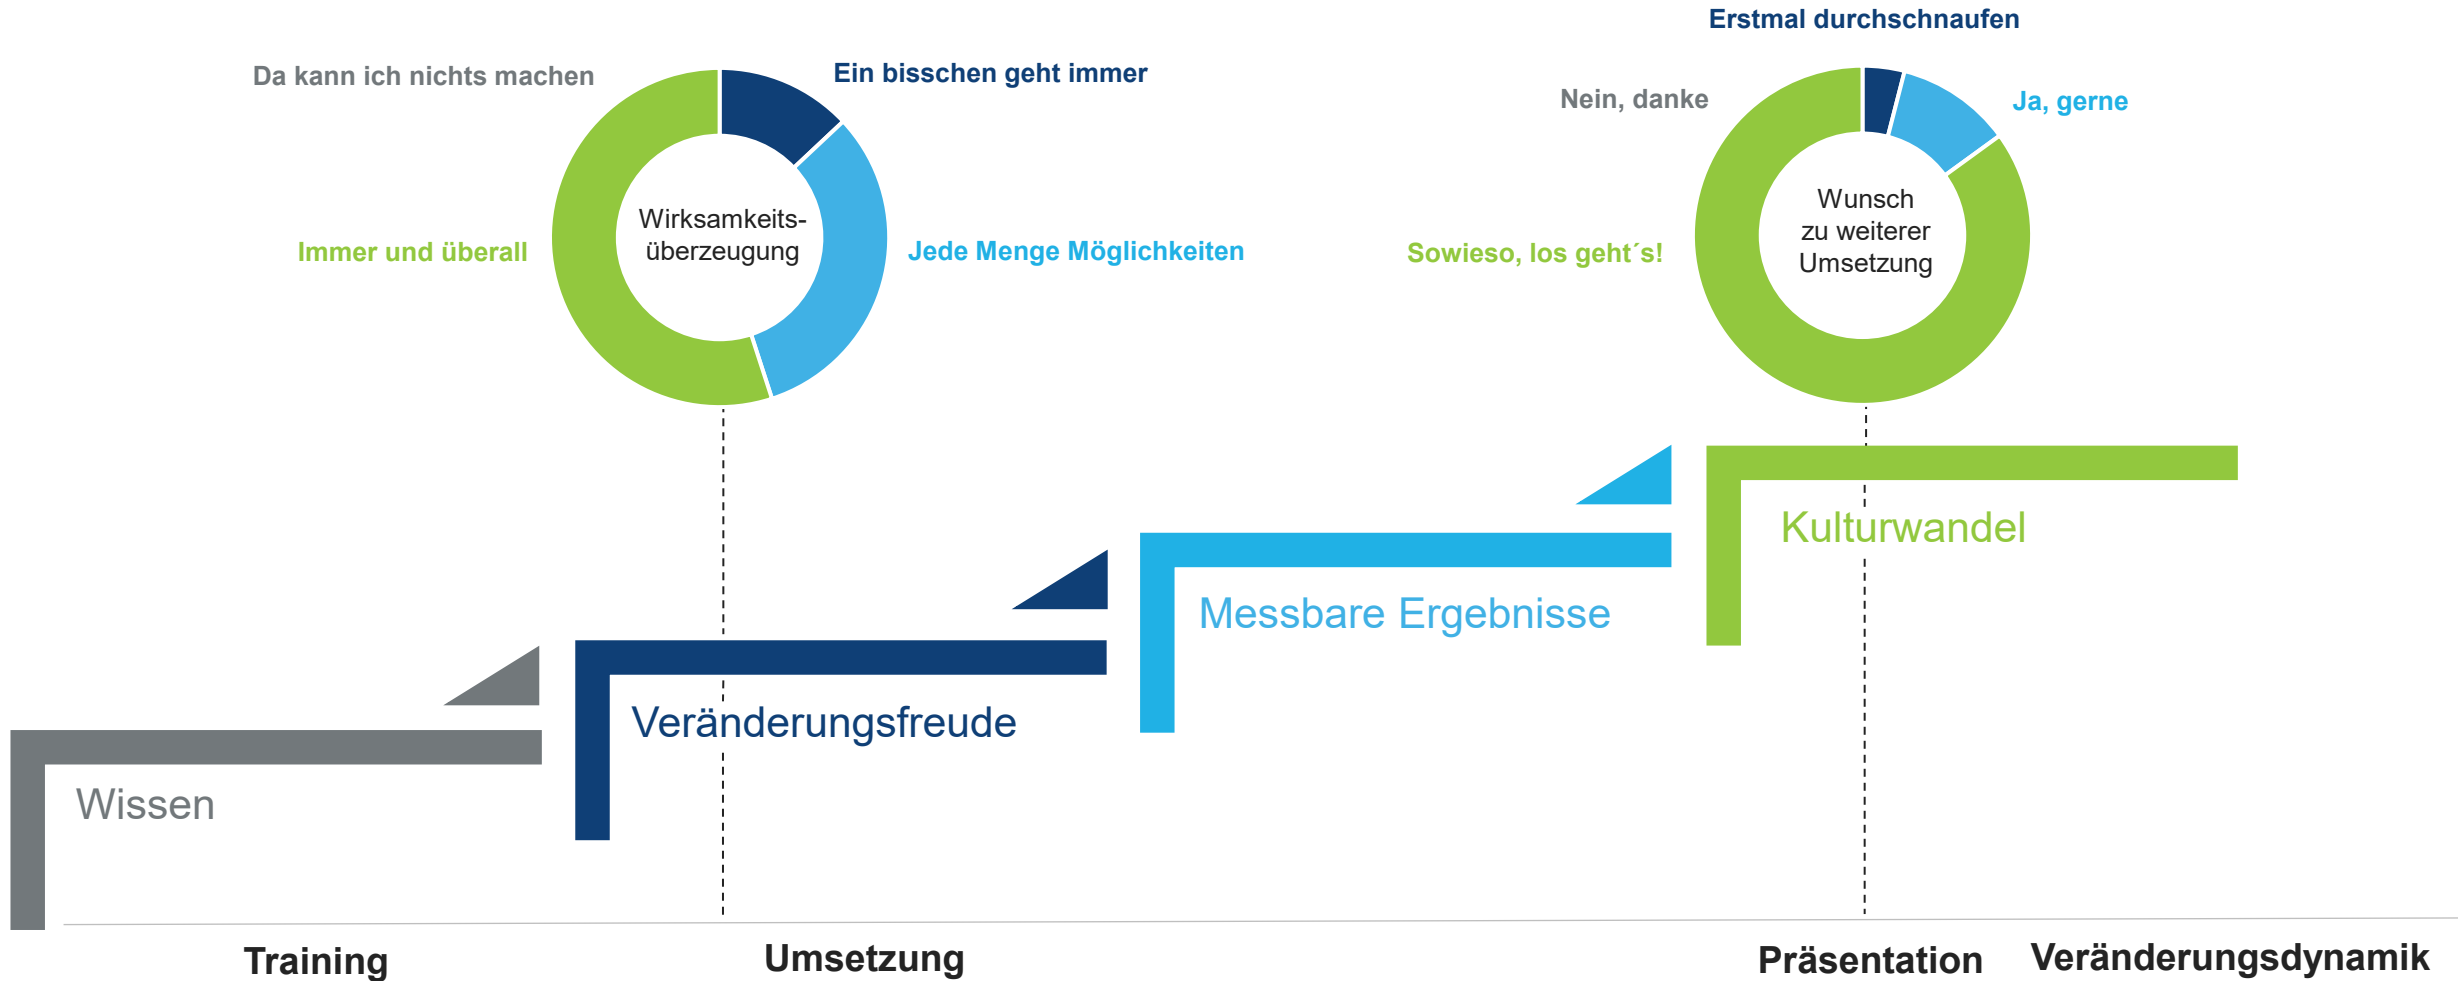 Erstmal durchschnaufen
Da kann ich nichts machen
Ein bisschen geht immer
Nein, danke
Ja, gerne
Wirksamkeits-
überzeugung
Wunsch
zu weiterer
Umsetzung
Immer und überall
Jede Menge Möglichkeiten
Sowieso, los geht´s!
Kulturwandel
Messbare Ergebnisse
Veränderungsfreude
Wissen
Training
Umsetzung
Präsentation
Veränderungsdynamik